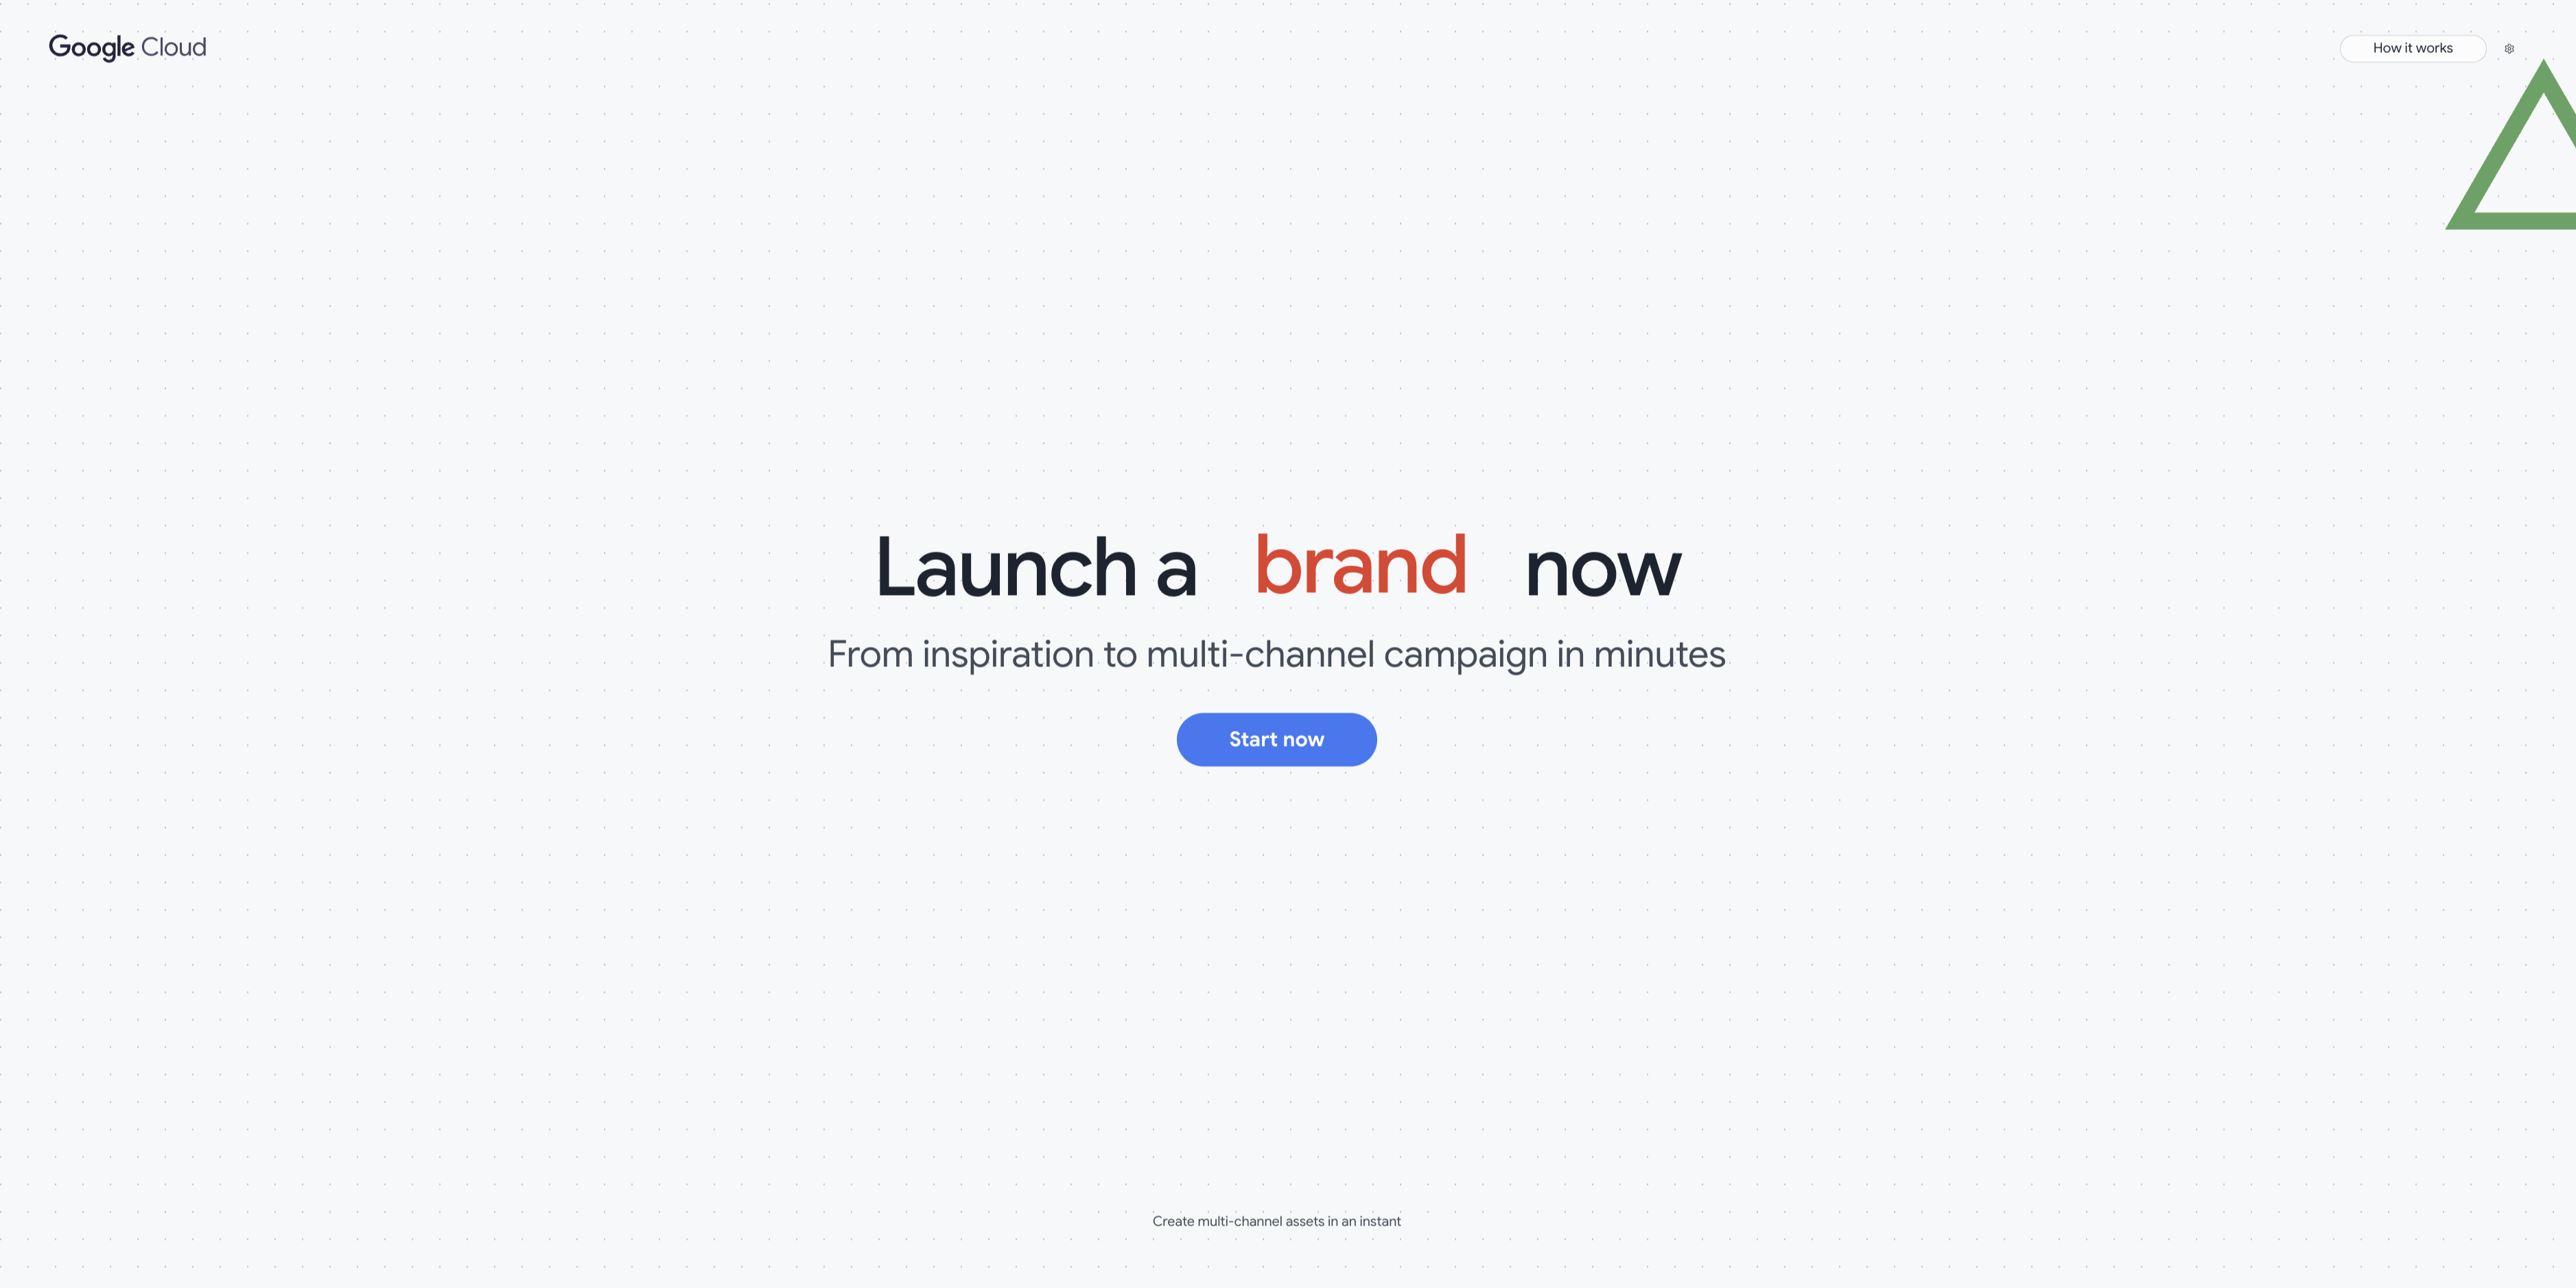 Google Cloud
How it works
Launch a brand now
From inspiration to multi-channel campaign in minutes
Start now
Create multi-channel assets in an instant